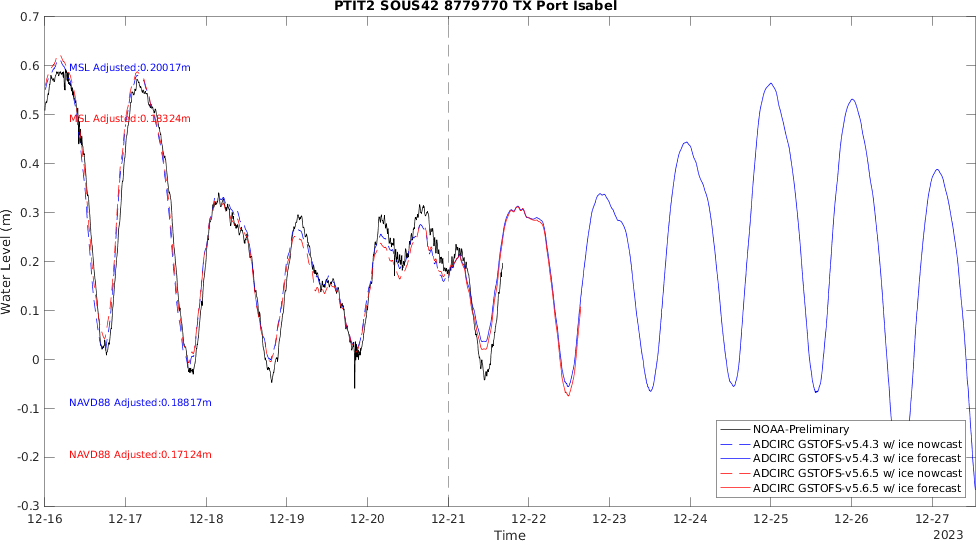 PTIT2 SOUS42 8779770 TX Port Isabel
0.7
0.6
0.5
0.4
0.3
0.2
0.1
0
-0.1
-0.2
-0.3
Water Level (m)
MSL Adjusted:0.20017m
MSL Adjusted:0.18324m
NAVD88 Adjusted:0.18817m
NAVD88 Adjusted:0.17124m
NOAA-Preliminary
ADCIRC GSTOFS-v5.4.3 w/ ice nowcast
ADCIRC GSTOFS-v5.4.3 w/ ice forecast
ADCIRC GSTOFS-v5.6.5 w/ ice nowcast
ADCIRC GSTOFS-v5.6.5 w/ ice forecast
12-16 12-17 12-18 12-19 12-20 12-21 12-22 12-23 12-24 12-25 12-26 12-27
Time
2023